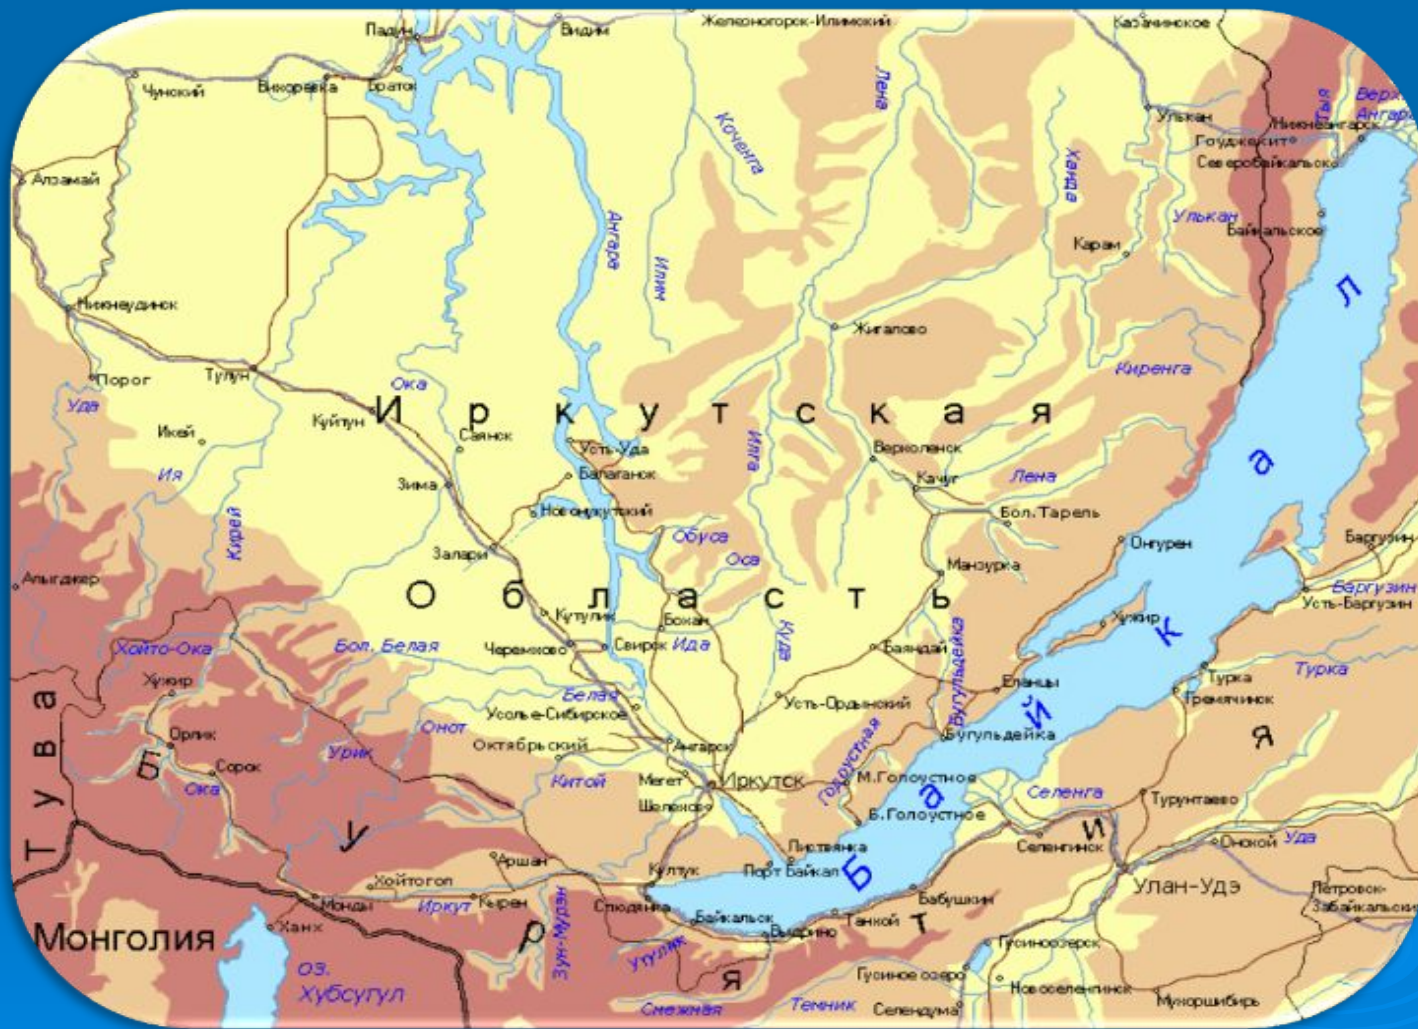 Падун
Видим
Железногорск-Илимский
Казачинское
Чунский
Вихоревка
Братск
Лена
Коченга
Ханда
Улькан
Тыя
Нижнеангарск
Гоуджекит
Северобайкальск
Алзамай
Ангара
Илим
Улькан
Байкальское
Карам
Нижнеудинск
Жигалово
Киренга
Порог
Тулун
Уда
Ока
Куйтун
Иркутская
Икей
Саянск
Усть-Уда
Балаганск
Илга
Верхоленск
Качуг
Лена
Ия
Зима
Новонукутский
Бол. Тарель
Кирей
Залари
Обуса
Оса
Манзурка
Онгурен
Баргузин
Алыгджер
Область
Баргузин
Усть-Баргузин
Кутулик
Бохан
Хужир
Хойто-Ока
Бол. Белая
Черемхово
Свирск
Ида
Куда
Баяндай
Бугульдейка
Турка
Турка
Хужир
Белая
Усолье-Сибирское
Усть-Ордынский
Еланцы
Гремячинск
Тува
Орлик
Урик
Онот
Октябрьский
Ангарск
Голоустная
Бугульдейка
Байкал
Сорок
Ока
Китой
Мегет
Иркутск
М.Голоустное
Шелехов
Б.Голоустное
Селенга
Турунтаево
Бурятия
Аршан
Култук
Листвянка
Порт Байкал
Селенгинск
Онохой
Уда
Улан-Удэ
Хойтогол
Монды
Иркут
Кырен
Зун-Мурэн
Слюдянка
Байкальск
Выдрино
Танхой
Бабушкин
Петровск-
Забайкальский
Монголия
Ханх
Утулик
Гусиноозерск
оз.
Хубсугул
Снежная
Темник
Гусиное озеро
Селендума
Новоселенгинск
Мухоршибирь